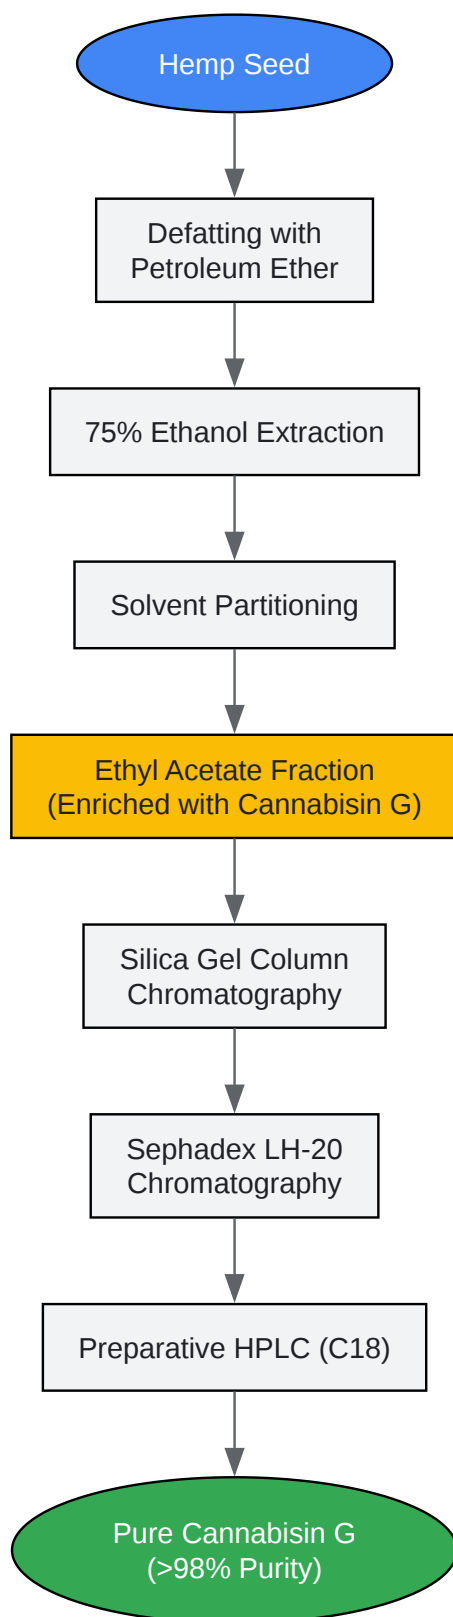 Hemp Seed
Defatting with
Petroleum Ether
75% Ethanol Extraction
Solvent Partitioning
Ethyl Acetate Fraction
(Enriched with Cannabisin G)
Silica Gel Column
Chromatography
Sephadex LH-20
Chromatography
Preparative HPLC (C18)
Pure Cannabisin G
(>98% Purity)